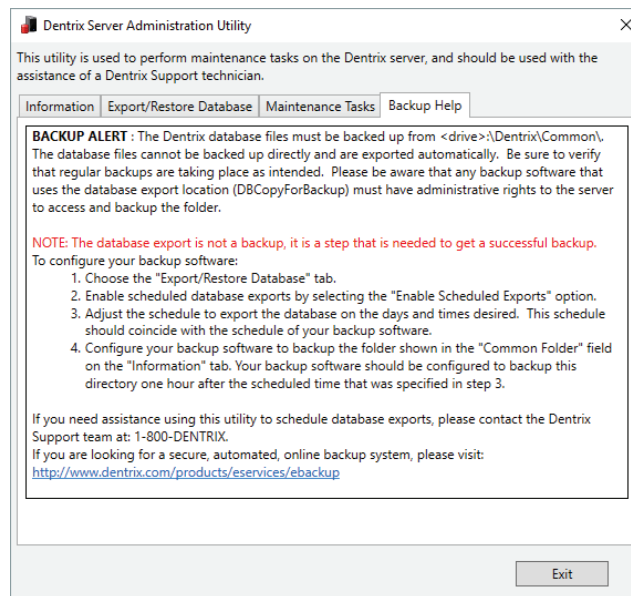 Dentrix Server Administration Utility
This utility is used to perform maintenance tasks on the Dentrix server, and should be used with the
assistance of a Dentrix Support technician.
Information Export/Restore Database Maintenance Tasks Backup Help
BACKUP ALERT : The Dentrix database files must be backed up from <drive>:\Dentrix\Common\.
The database files cannot be backed up directly and are exported automatically.  Be sure to verify
that regular backups are taking place as intended.  Please be aware that any backup software that
uses the database export location (DBCopyForBackup) must have administrative rights to the server
to access and backup the folder.
NOTE: The database export is not a backup, it is a step that is needed to get a successful backup.
To configure your backup software:
1. Choose the "Export/Restore Database" tab.
2. Enable scheduled database exports by selecting the "Enable Scheduled Exports" option.
3. Adjust the schedule to export the database on the days and times desired.  This schedule
should coincide with the schedule of your backup software.
4. Configure your backup software to backup the folder shown in the "Common Folder" field
on the "Information" tab. Your backup software should be configured to backup this
directory one hour after the scheduled time that was specified in step 3.
If you need assistance using this utility to schedule database exports, please contact the Dentrix
Support team at: 1-800-DENTRIX.
If you are looking for a secure, automated, online backup system, please visit:
http://www.dentrix.com/products/eservices/ebackup
Exit